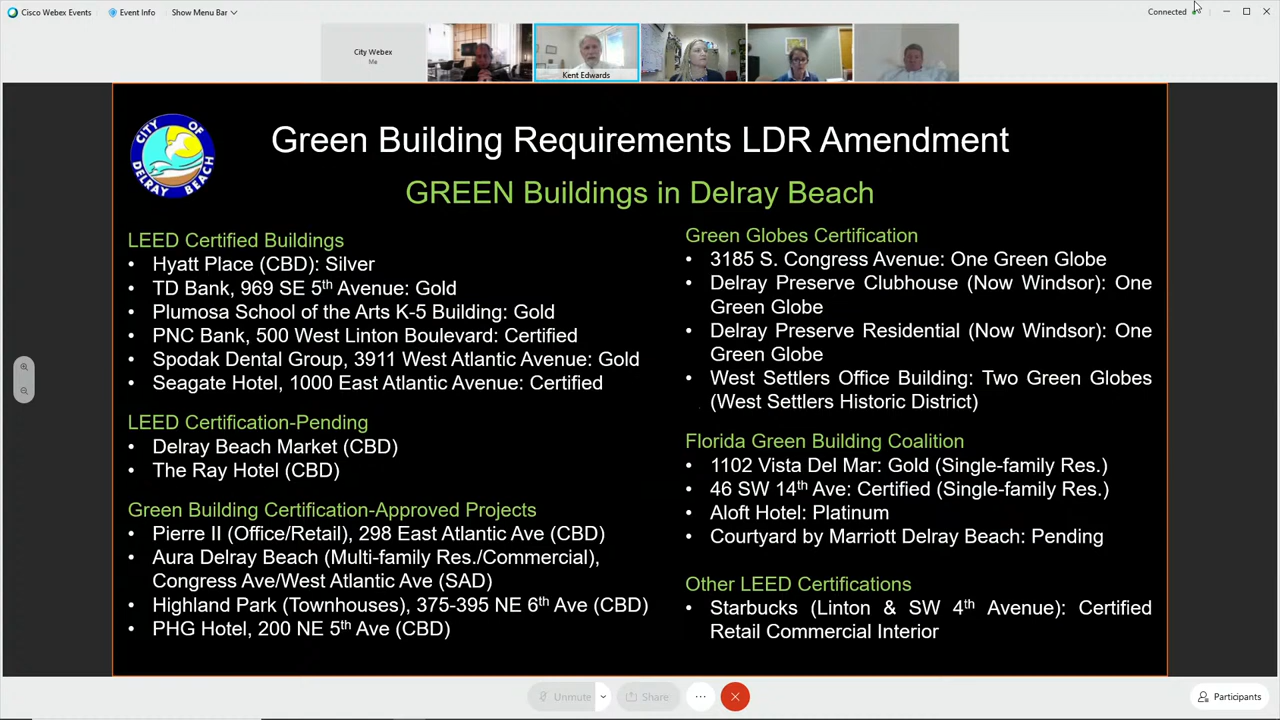 Cisco Webex Events
Event Info
Show Menu Bar
Connected
City Webex
Me
Kent Edwards
CITY OF
DELRAY BEACH
Green Building Requirements LDR Amendment
GREEN Buildings in Delray Beach
LEED Certified Buildings
• Hyatt Place (CBD): Silver
• TD Bank, 969 SE 5th Avenue: Gold
• Plumosa School of the Arts K-5 Building: Gold
• PNC Bank, 500 West Linton Boulevard: Certified
• Spodak Dental Group, 3911 West Atlantic Avenue: Gold
• Seagate Hotel, 1000 East Atlantic Avenue: Certified
LEED Certification-Pending
• Delray Beach Market (CBD)
• The Ray Hotel (CBD)
Green Building Certification-Approved Projects
• Pierre II (Office/Retail), 298 East Atlantic Ave (CBD)
• Aura Delray Beach (Multi-family Res./Commercial),
Congress Ave/West Atlantic Ave (SAD)
• Highland Park (Townhouses), 375-395 NE 6th Ave (CBD)
• PHG Hotel, 200 NE 5th Ave (CBD)
Green Globes Certification
• 3185 S. Congress Avenue: One Green Globe
• Delray Preserve Clubhouse (Now Windsor): One
Green Globe
• Delray Preserve Residential (Now Windsor): One
Green Globe
• West Settlers Office Building: Two Green Globes
(West Settlers Historic District)
Florida Green Building Coalition
• 1102 Vista Del Mar: Gold (Single-family Res.)
• 46 SW 14th Ave: Certified (Single-family Res.)
• Aloft Hotel: Platinum
• Courtyard by Marriott Delray Beach: Pending
Other LEED Certifications
• Starbucks (Linton & SW 4th Avenue): Certified
Retail Commercial Interior
Unmute
Share
Participants